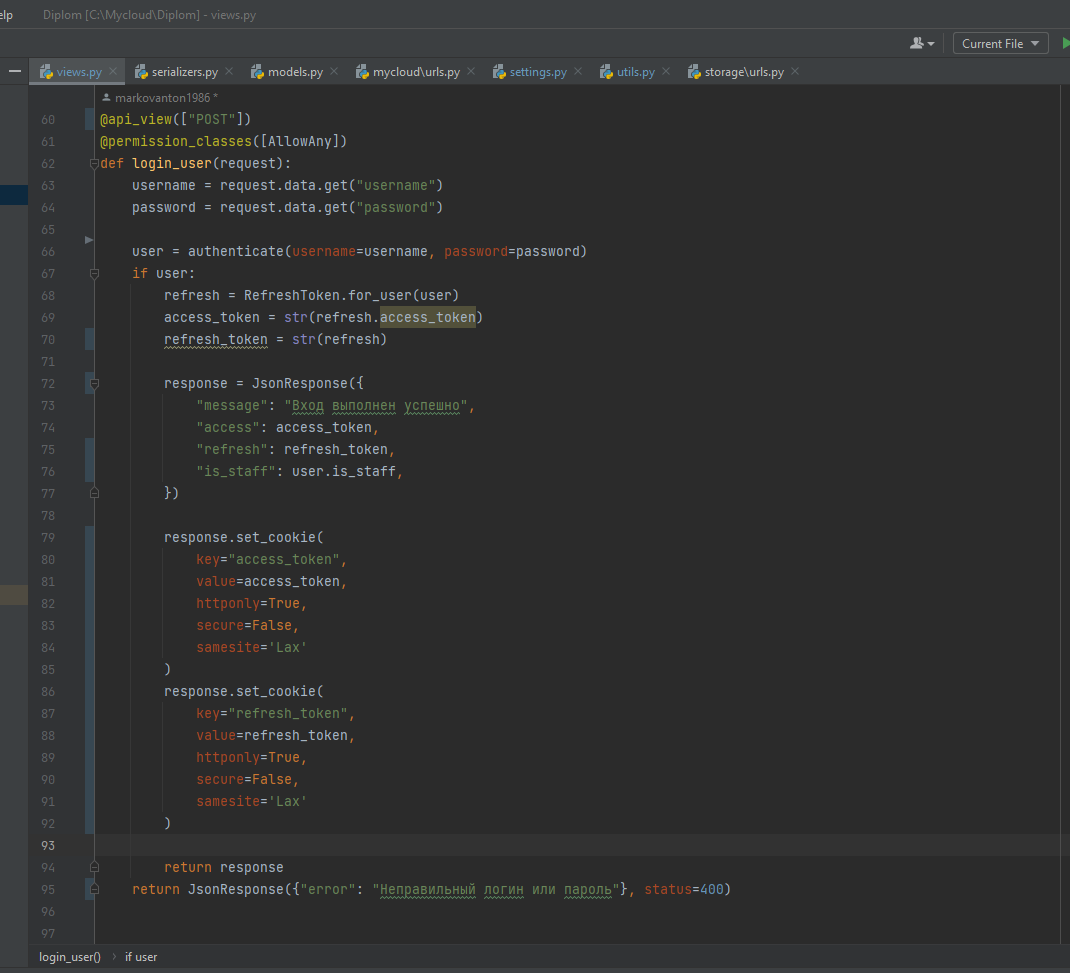 elp Diplom [C:\Mycloud\Diplom] - views.py
Current File
views.py serializers.py models.py mycloud\urls.py settings.py utils.py storage\urls.py
markovanton1986 *
60 @api_view(["POST"])
61 @permission_classes([AllowAny])
62 def login_user(request):
63 username = request.data.get("username")
64 password = request.data.get("password")
65
66 user = authenticate(username=username, password=password)
67 if user:
68 refresh = RefreshToken.for_user(user)
69 access_token = str(refresh.access_token)
70 refresh_token = str(refresh)
71
72 response = JsonResponse({
73 "message": "Вход выполнен успешно",
74 "access": access_token,
75 "refresh": refresh_token,
76 "is_staff": user.is_staff,
77 })
78
79 response.set_cookie(
80 key="access_token",
81 value=access_token,
82 httponly=True,
83 secure=False,
84 samesite='Lax'
85 )
86 response.set_cookie(
87 key="refresh_token",
88 value=refresh_token,
89 httponly=True,
90 secure=False,
91 samesite='Lax'
92 )
93
94 return response
95 return JsonResponse({"error": "Неправильный логин или пароль"}, status=400)
96
97
login_user() › if user